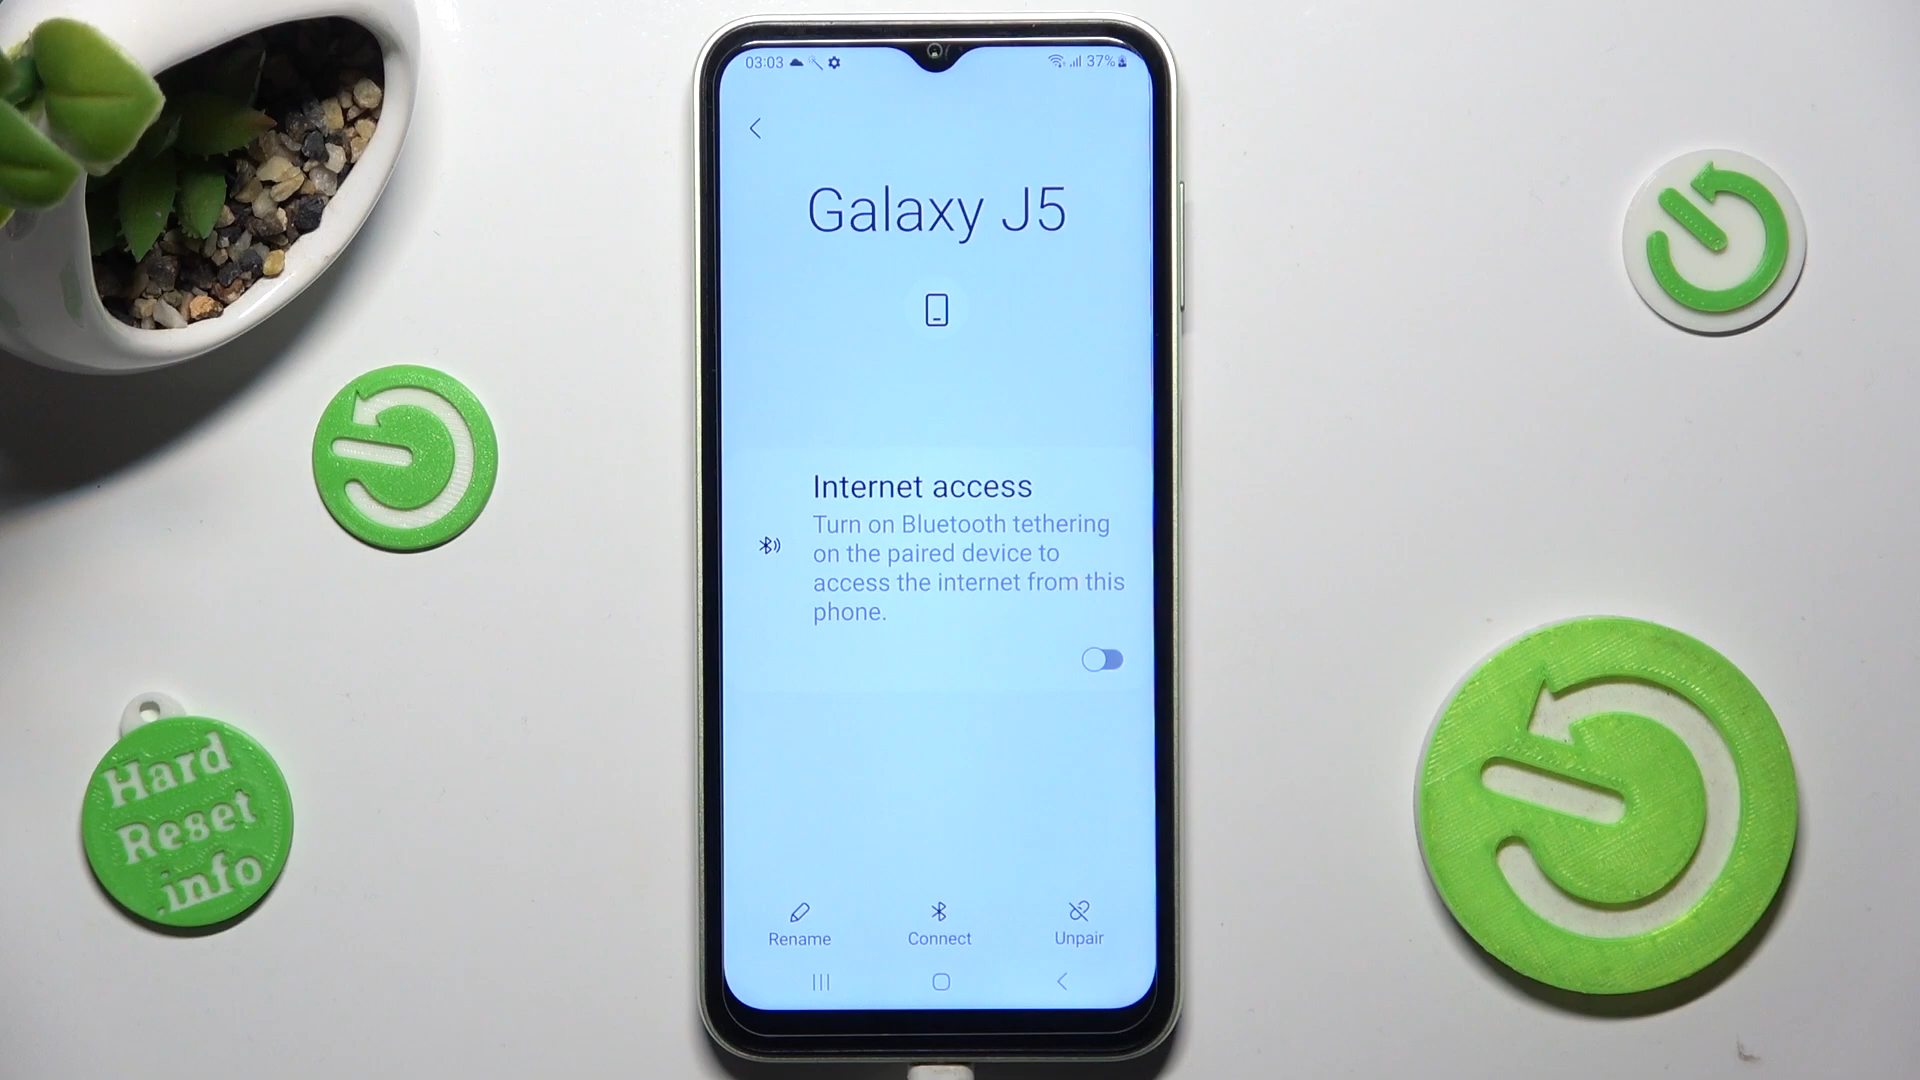 03:03
37%
Galaxy J5
Internet access
Turn on Bluetooth tethering
on the paired device to
access the internet from this
phone.
Rename
Connect
Unpair
Hard
Reset
.info